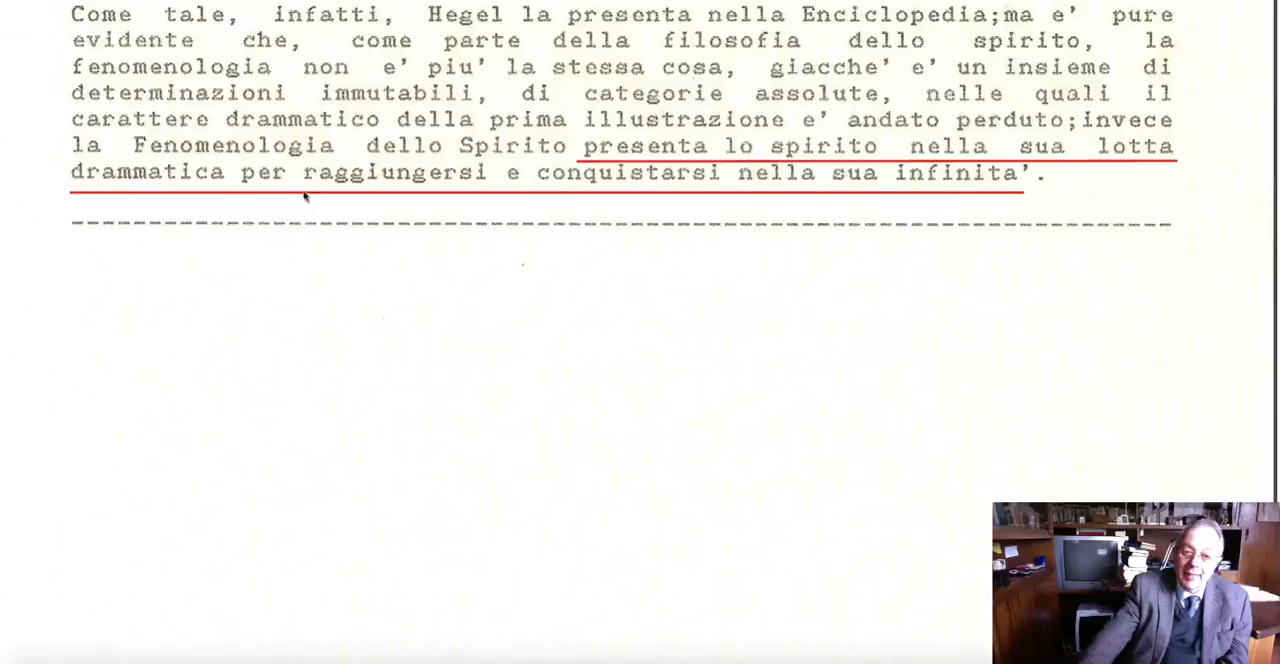 Come tale, infatti, Hegel la presenta nella Enciclopedia;ma e' pure
evidente che, come parte della filosofia dello spirito, la
fenomenologia non e' piu' la stessa cosa, giacche' e' un insieme di
determinazioni immutabili, di categorie assolute, nelle quali il
carattere drammatico della prima illustrazione e' andato perduto;invece
la Fenomenologia dello Spirito presenta lo spirito nella sua lotta
drammatica per raggiungersi e conquistarsi nella sua infinita'.